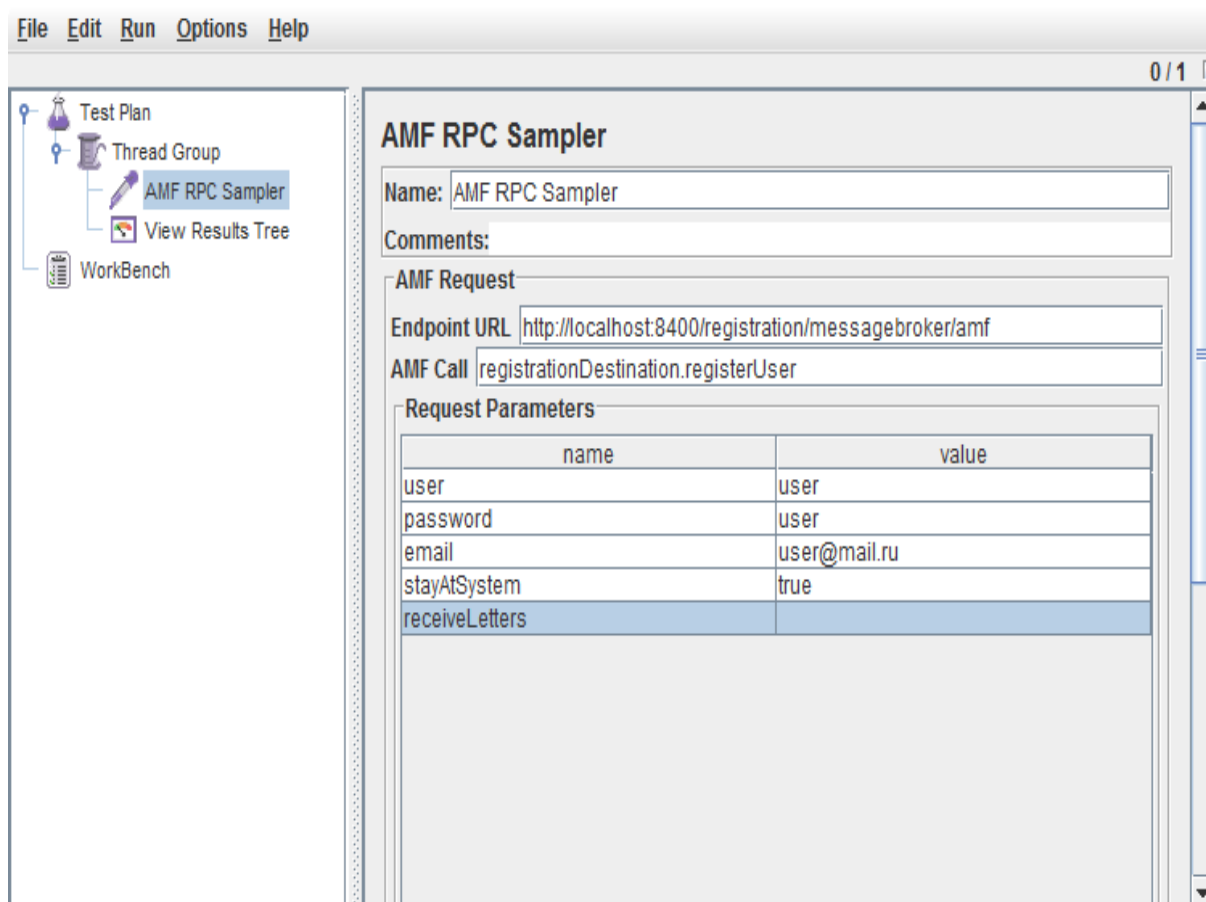 File Edit Run Options Help
0 / 1
Test Plan
Thread Group
AMF RPC Sampler
View Results Tree
WorkBench
AMF RPC Sampler
Name: AMF RPC Sampler
Comments:
AMF Request
Endpoint URL http://localhost:8400/registration/messagebroker/amf
AMF Call registrationDestination.registerUser
Request Parameters
name value
user user
password user
email user@mail.ru
stayAtSystem true
receiveLetters